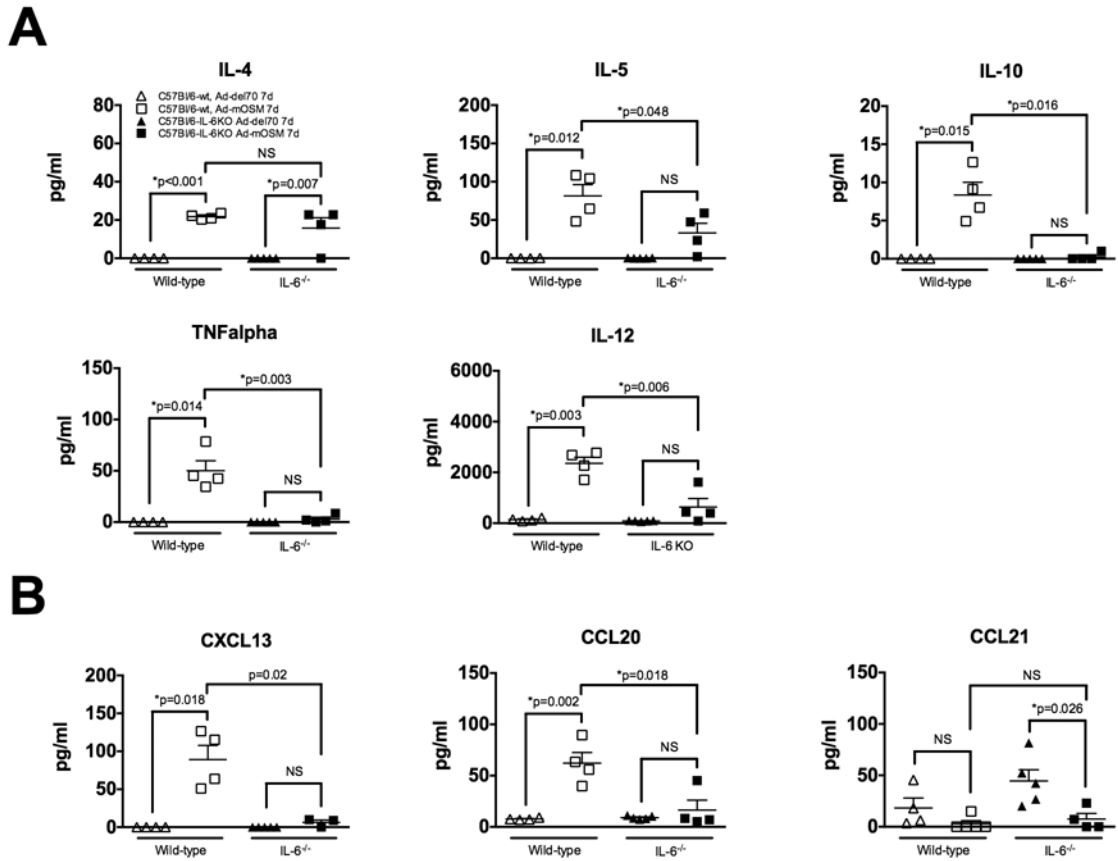 A
IL-4
△ C57Bl/6-wt, Ad-del70 7d
□ C57Bl/6-wt, Ad-mOSM 7d
▲ C57Bl/6-IL-6KO Ad-del70 7d
■ C57Bl/6-IL-6KO Ad-mOSM 7d
80
60
40
20
0
pg/ml
NS
*p<0.001
*p=0.007
Wild-type
IL-6-/-
IL-5
200
150
100
50
0
pg/ml
*p=0.048
*p=0.012
NS
Wild-type
IL-6-/-
IL-10
20
15
10
5
0
pg/ml
*p=0.016
*p=0.015
NS
Wild-type
IL-6-/-
TNFalpha
150
100
50
0
pg/ml
*p=0.003
*p=0.014
NS
Wild-type
IL-6-/-
IL-12
6000
4000
2000
0
pg/ml
*p=0.006
*p=0.003
NS
Wild-type
IL-6 KO
B
CXCL13
200
150
100
50
0
pg/ml
p=0.02
*p=0.018
NS
Wild-type
IL-6-/-
CCL20
150
100
50
0
pg/ml
*p=0.018
*p=0.002
NS
Wild-type
IL-6-/-
CCL21
150
100
50
0
pg/ml
NS
*p=0.026
NS
Wild-type
IL-6-/-